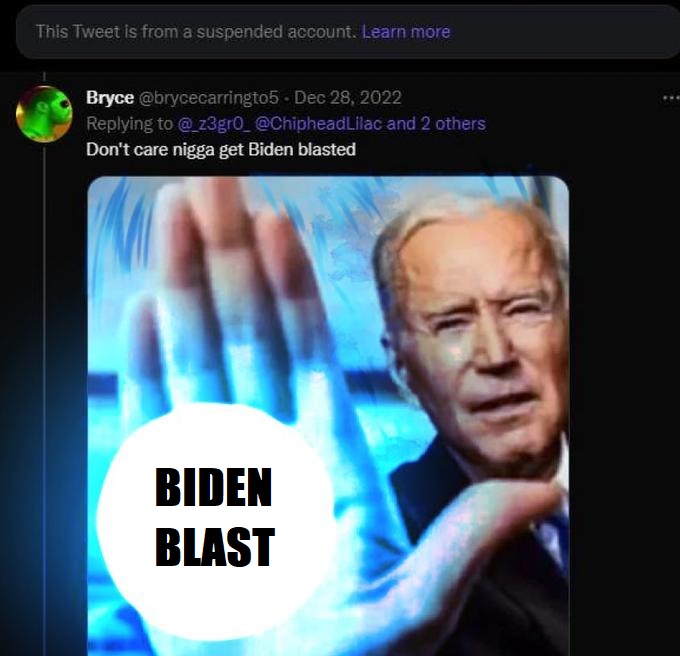 This Tweet is from a suspended account. Learn more
Bryce @brycecarringto5 · Dec 28, 2022
Replying to @_z3gr0_ @ChipheadLilac and 2 others
Don't care nigga get Biden blasted
BIDEN
BLAST